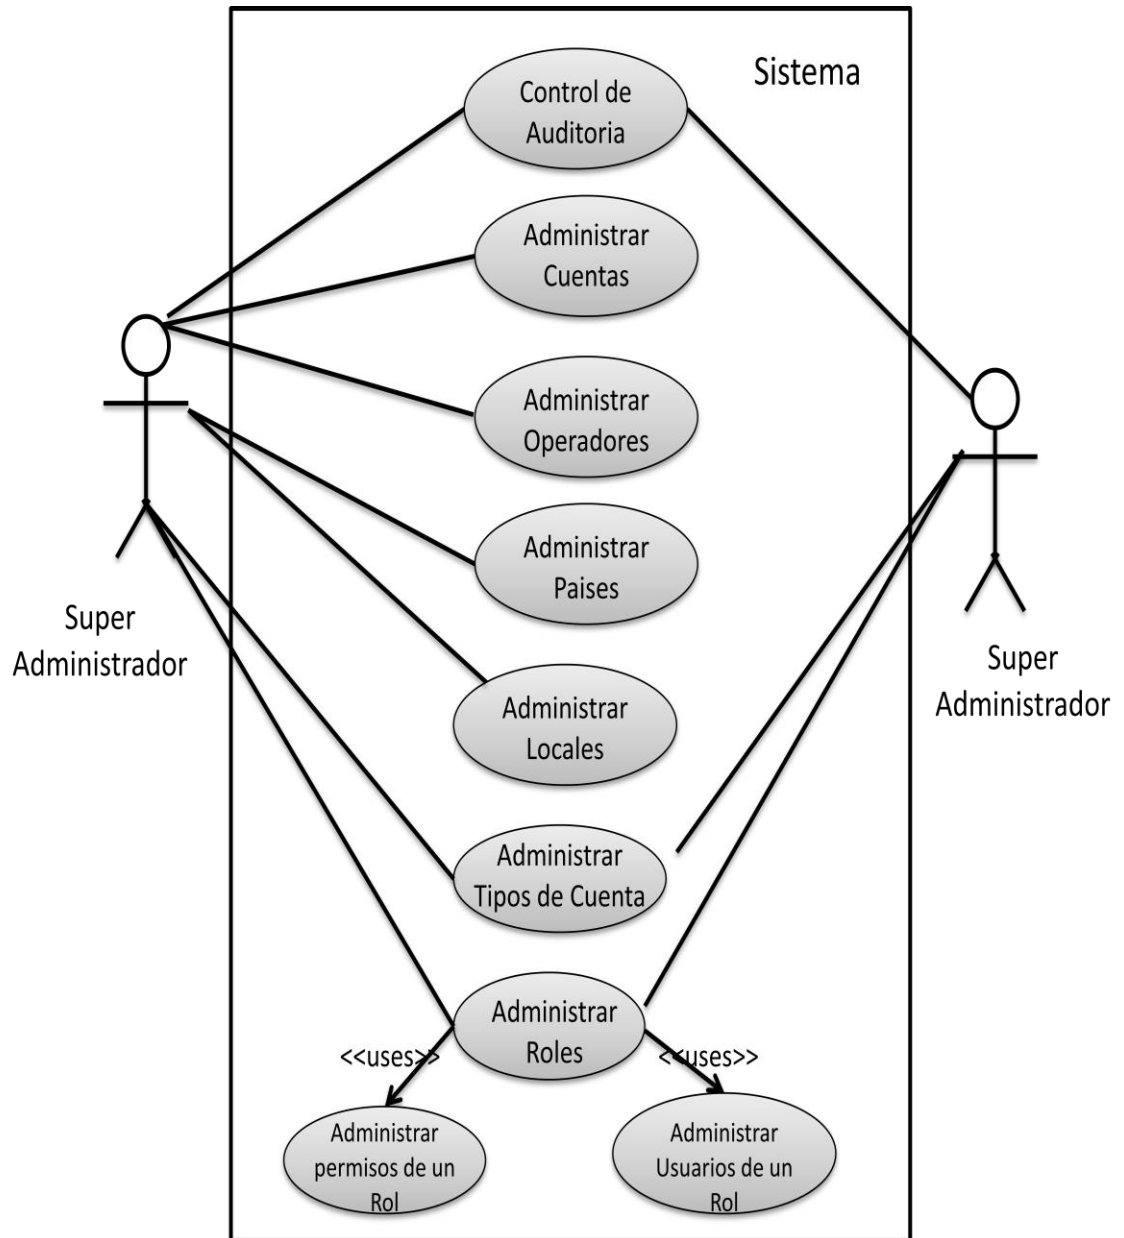 Sistema
Control de
Auditoria
Administrar
Cuentas
Administrar
Operadores
Administrar
Paises
Super
Administrador
Super
Administrador
Administrar
Locales
Administrar
Tipos de Cuenta
Administrar
Roles
<<uses>>
<<uses>>
Administrar
permisos de un
Rol
Administrar
Usuarios de un
Rol